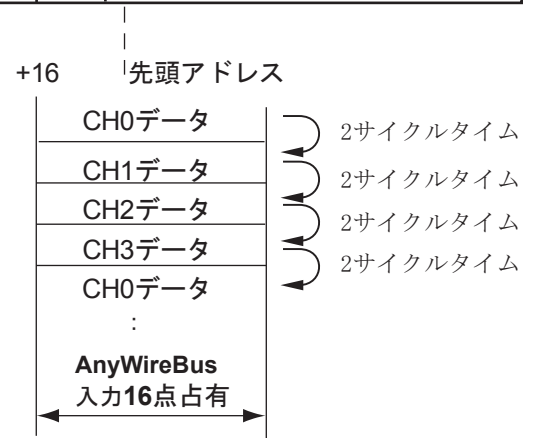 +16
先頭アドレス
CH0データ
2サイクルタイム
CH1データ
2サイクルタイム
CH2データ
2サイクルタイム
CH3データ
2サイクルタイム
CH0データ
:
AnyWireBus
入力16点占有